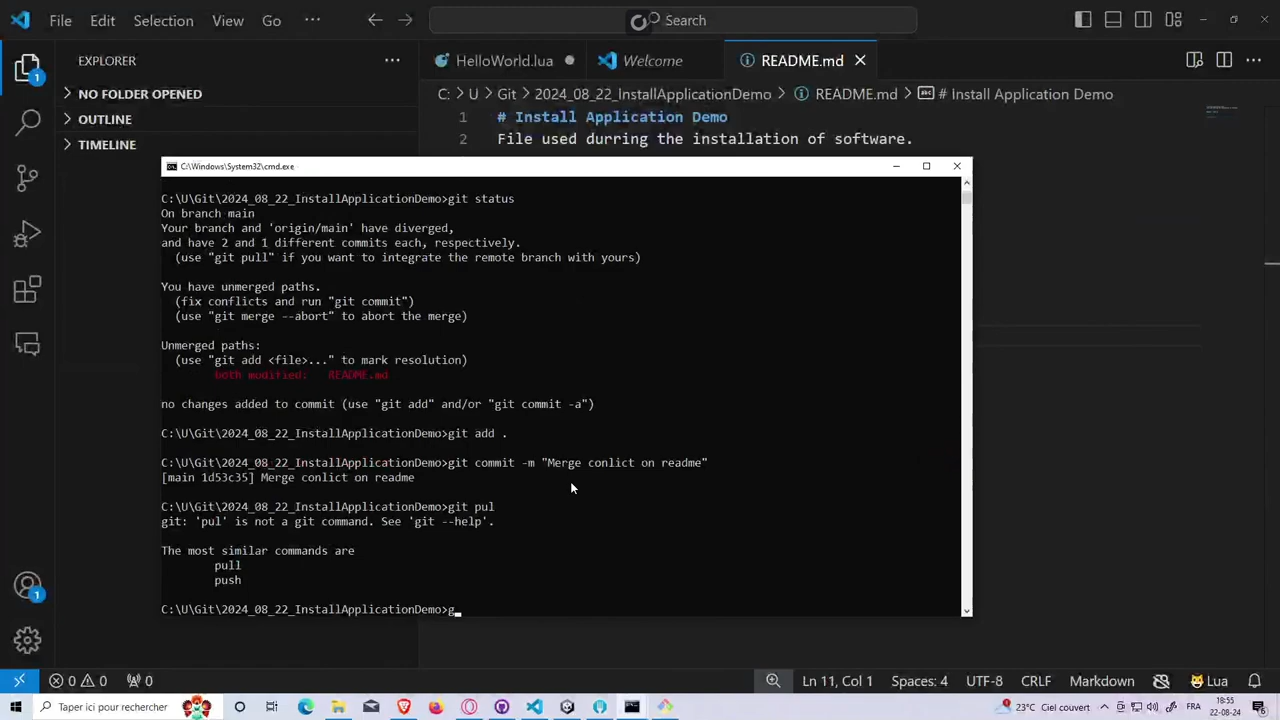 File Edit Selection View Go ··· Search
EXPLORER ···
HelloWorld.lua Welcome README.md
NO FOLDER OPENED
OUTLINE
TIMELINE
C: > U > Git > 2024_08_22_InstallApplicationDemo > README.md > # Install Application Demo
1 # Install Application Demo
2 File used durring the installation of software.
C:\Windows\System32\cmd.exe
C:\U\Git\2024_08_22_InstallApplicationDemo>git status
On branch main
Your branch and 'origin/main' have diverged,
and have 2 and 1 different commits each, respectively.
(use "git pull" if you want to integrate the remote branch with yours)
You have unmerged paths.
(fix conflicts and run "git commit")
(use "git merge --abort" to abort the merge)
Unmerged paths:
(use "git add <file>..." to mark resolution)
both modified: README.md
no changes added to commit (use "git add" and/or "git commit -a")
C:\U\Git\2024_08_22_InstallApplicationDemo>git add .
C:\U\Git\2024_08_22_InstallApplicationDemo>git commit -m "Merge conlict on readme"
[main 1d53c35] Merge conlict on readme
C:\U\Git\2024_08_22_InstallApplicationDemo>git pul
git: 'pul' is not a git command. See 'git --help'.
The most similar commands are
pull
push
C:\U\Git\2024_08_22_InstallApplicationDemo>g_
1
1
0 0 0 Ln 11, Col 1 Spaces: 4 UTF-8 CRLF Markdown Lua
Taper ici pour rechercher 23°C Ciel couvert FRA 18:55 22-08-24 6